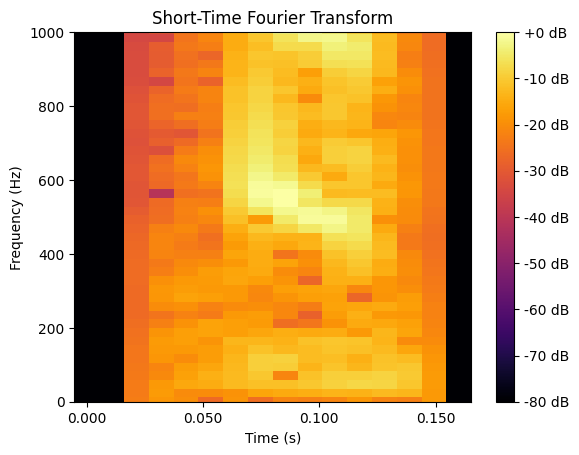 Short-Time Fourier Transform
1000
800
600
400
200
0
Frequency (Hz)
0.000
0.050
0.100
0.150
Time (s)
+0 dB
-10 dB
-20 dB
-30 dB
-40 dB
-50 dB
-60 dB
-70 dB
-80 dB